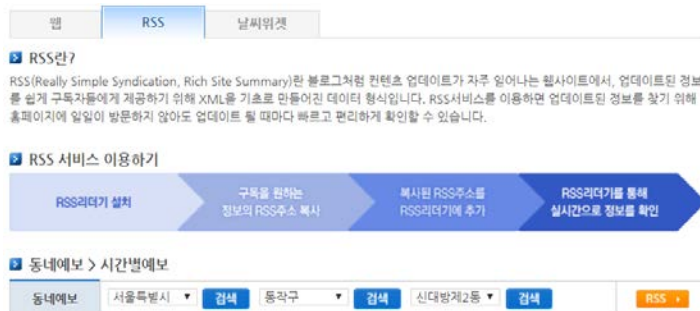 웹 RSS 날씨위젯
RSS란?
RSS(Really Simple Syndication, Rich Site Summary)란 블로그처럼 컨텐츠 업데이트가 자주 일어나는 웹사이트에서, 업데이트된 정보
를 쉽게 구독자들에게 제공하기 위해 XML을 기초로 만들어진 데이터 형식입니다. RSS서비스를 이용하면 업데이트된 정보를 찾기 위해
홈페이지에 일일이 방문하지 않아도 업데이트 될 때마다 빠르고 편리하게 확인할 수 있습니다.
RSS 서비스 이용하기
RSS리더기 설치
구독을 원하는
정보의 RSS주소 복사
복사된 RSS주소를
RSS리더기에 추가
RSS리더기를 통해
실시간으로 정보를 확인
동네예보 > 시간별예보
동네예보 서울특별시 검색 동작구 검색 신대방제2동 검색 RSS